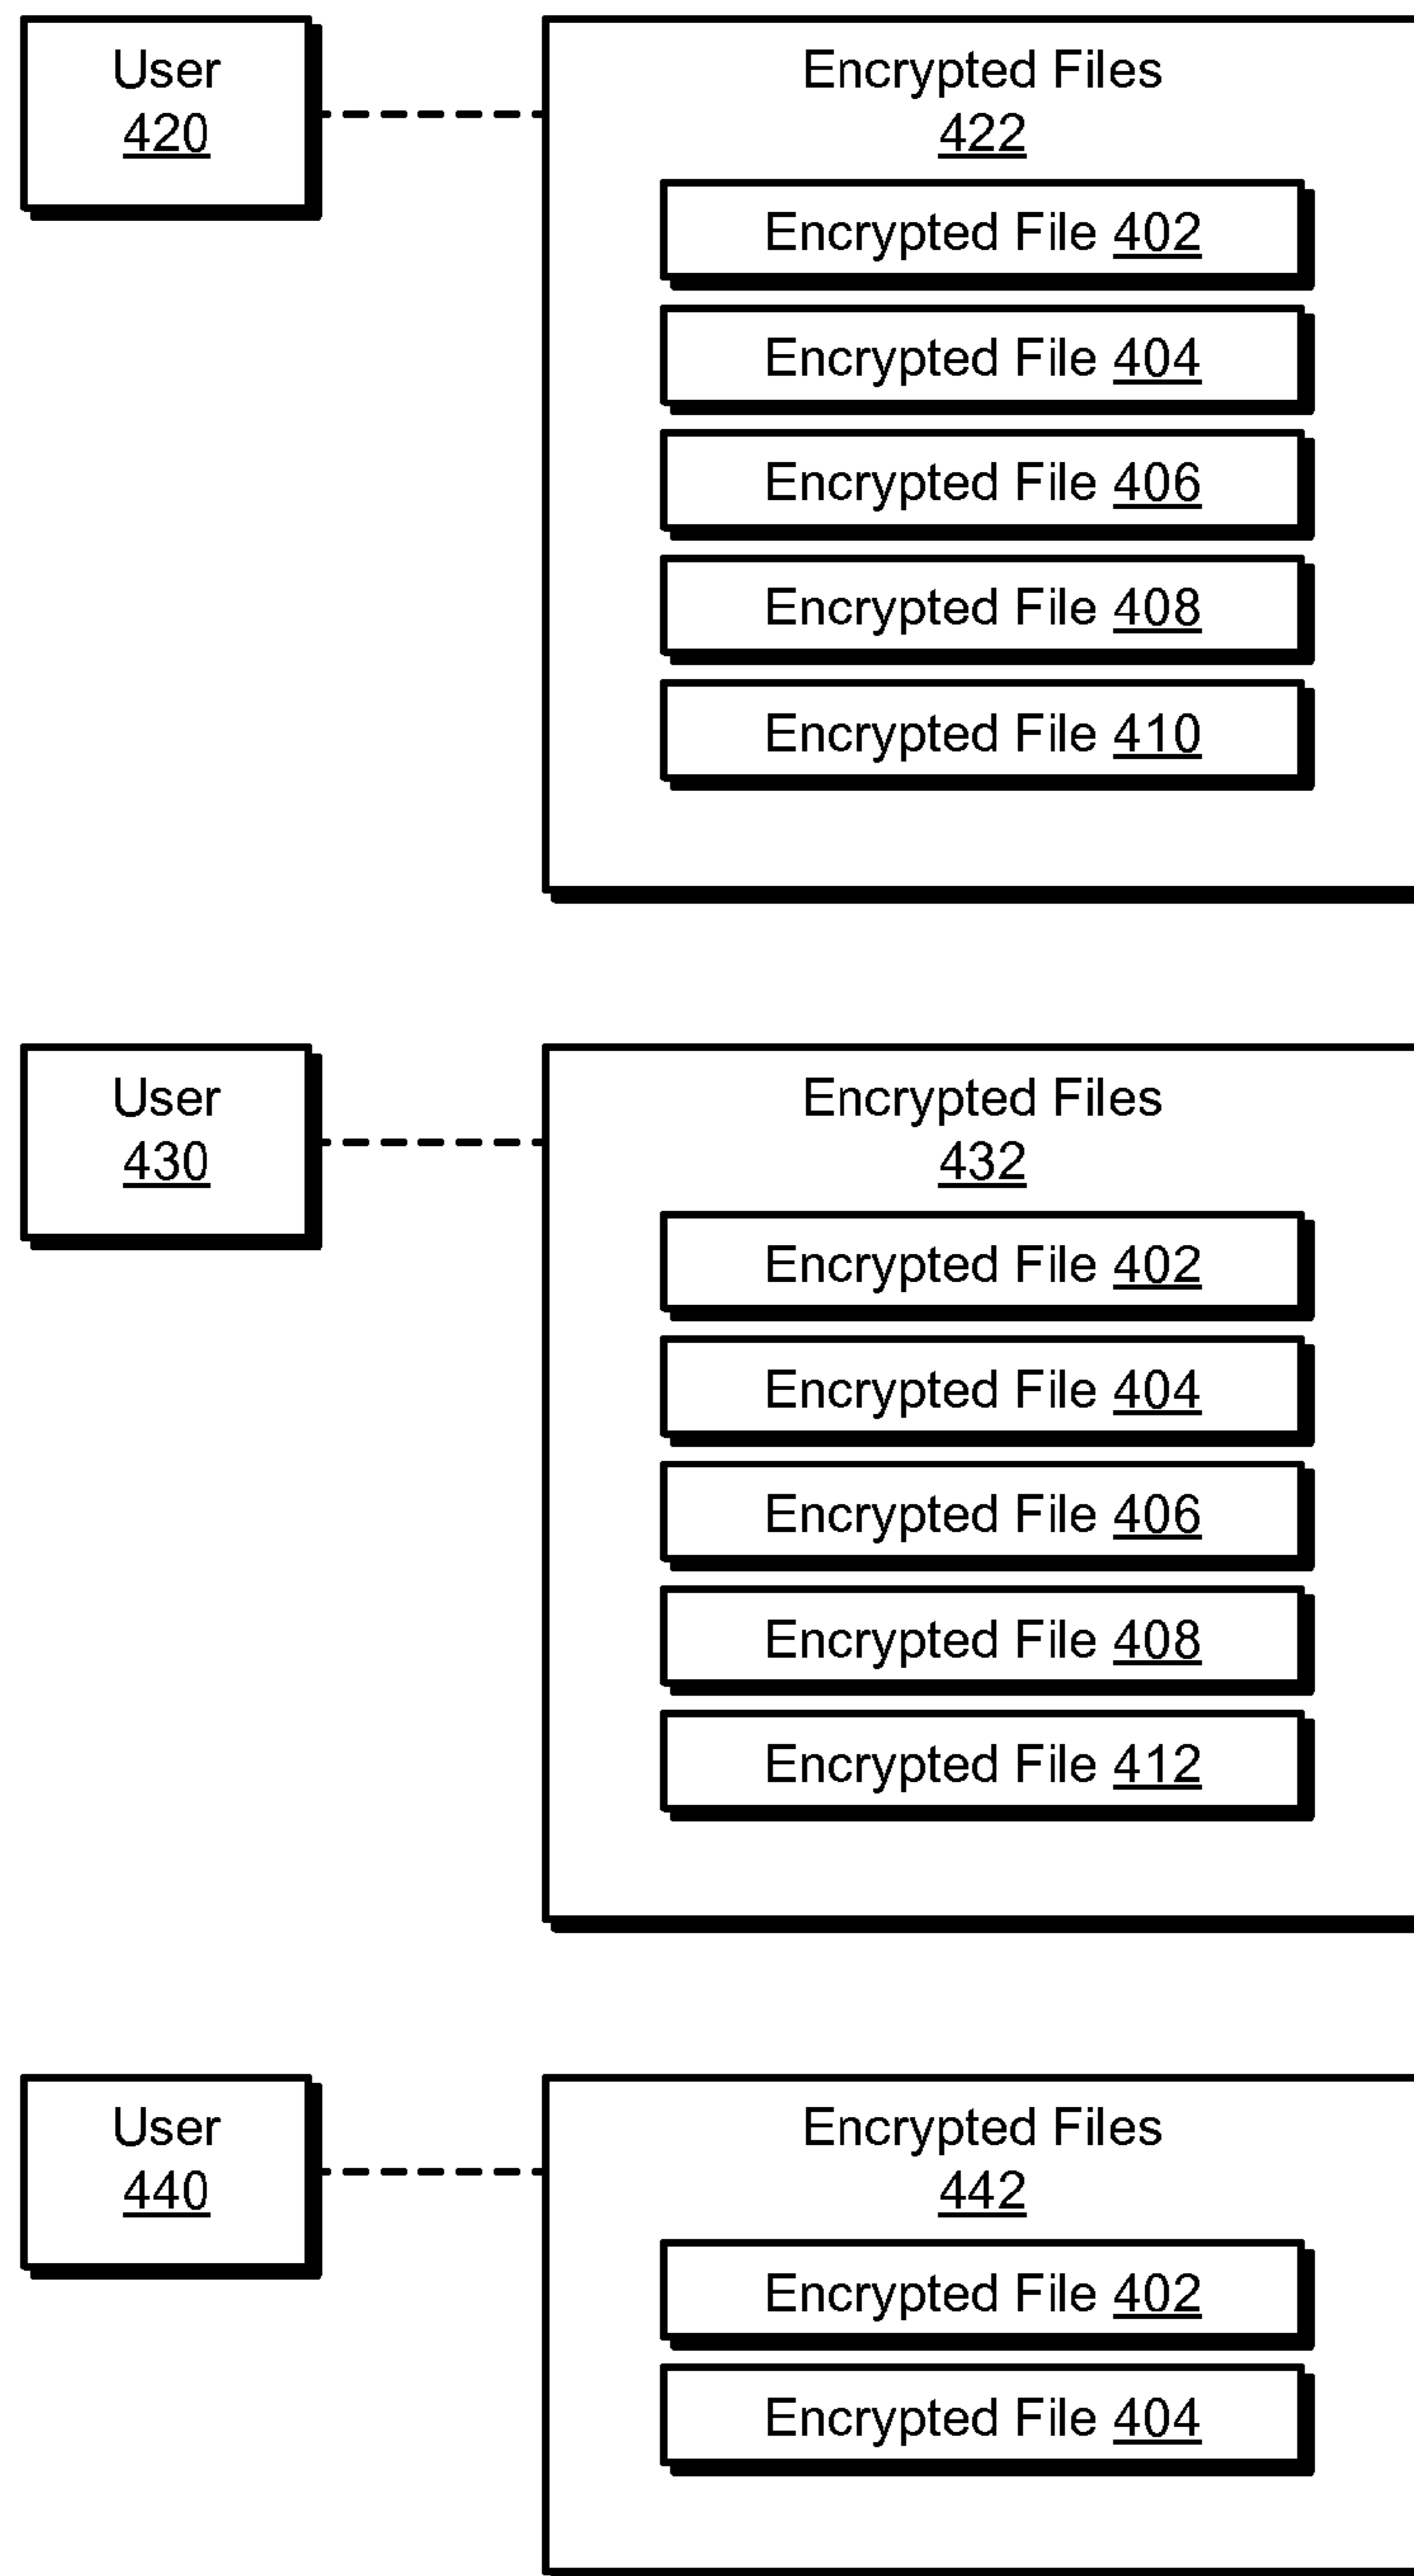 User
420
Encrypted Files
422
Encrypted File 402
Encrypted File 404
Encrypted File 406
Encrypted File 408
Encrypted File 410
User
430
Encrypted Files
432
Encrypted File 402
Encrypted File 404
Encrypted File 406
Encrypted File 408
Encrypted File 412
User
440
Encrypted Files
442
Encrypted File 402
Encrypted File 404